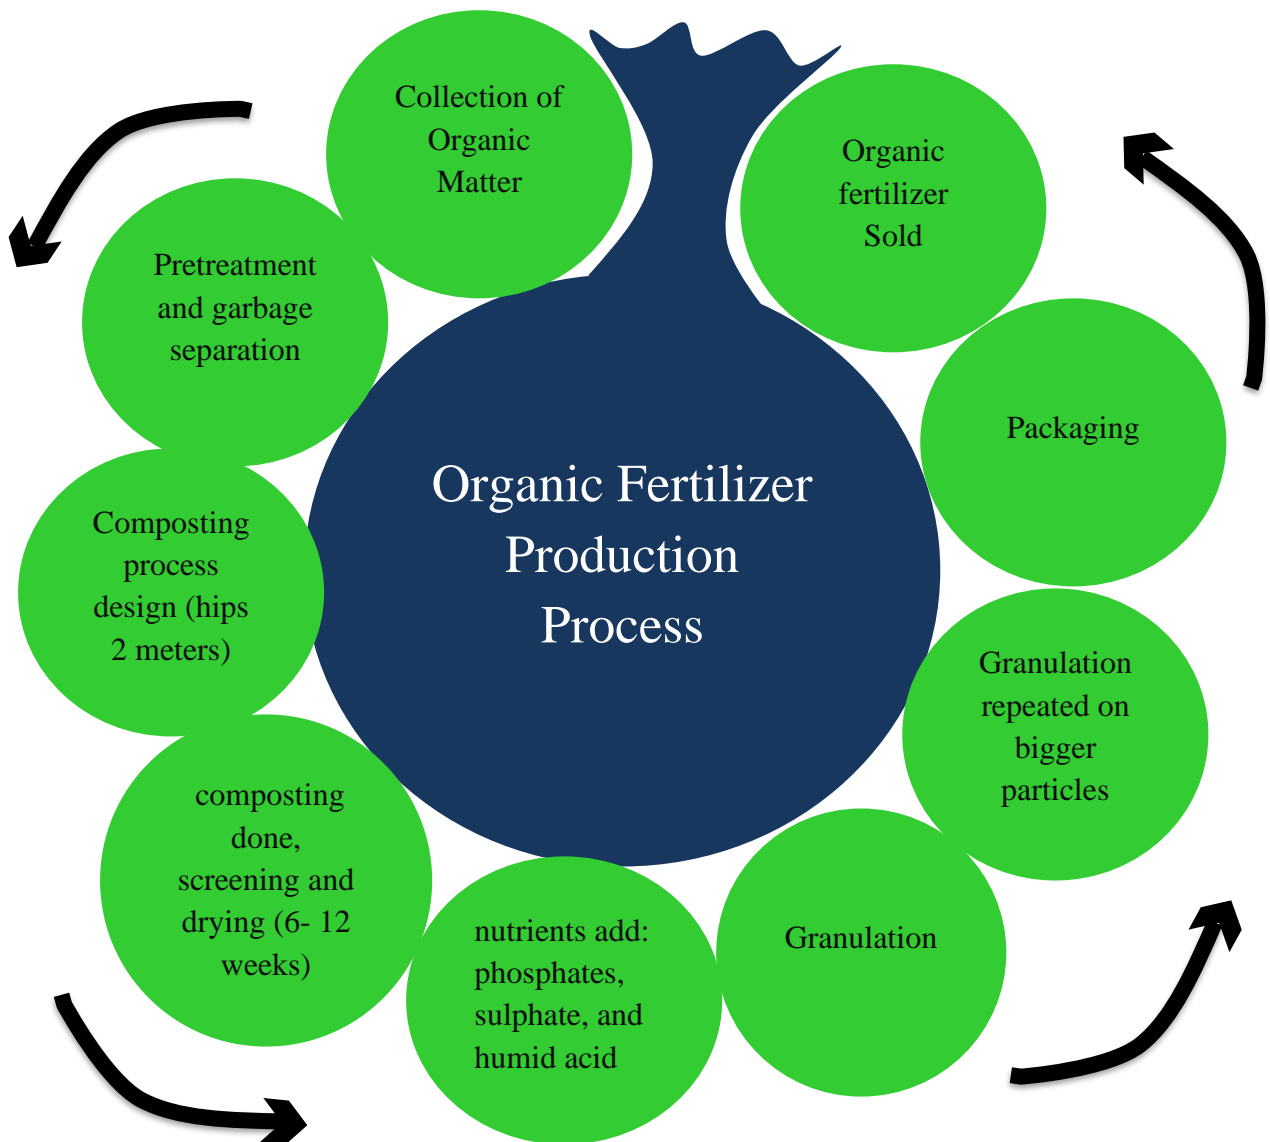 Collection of
Organic
Matter
Pretreatment
and garbage
separation
Composting
process
design (hips
2 meters)
composting
done,
screening and
drying (6- 12
weeks)
nutrients add:
phosphates,
sulphate, and
humid acid
Granulation
Granulation
repeated on
bigger
particles
Packaging
Organic
fertilizer
Sold
Organic Fertilizer
Production
Process